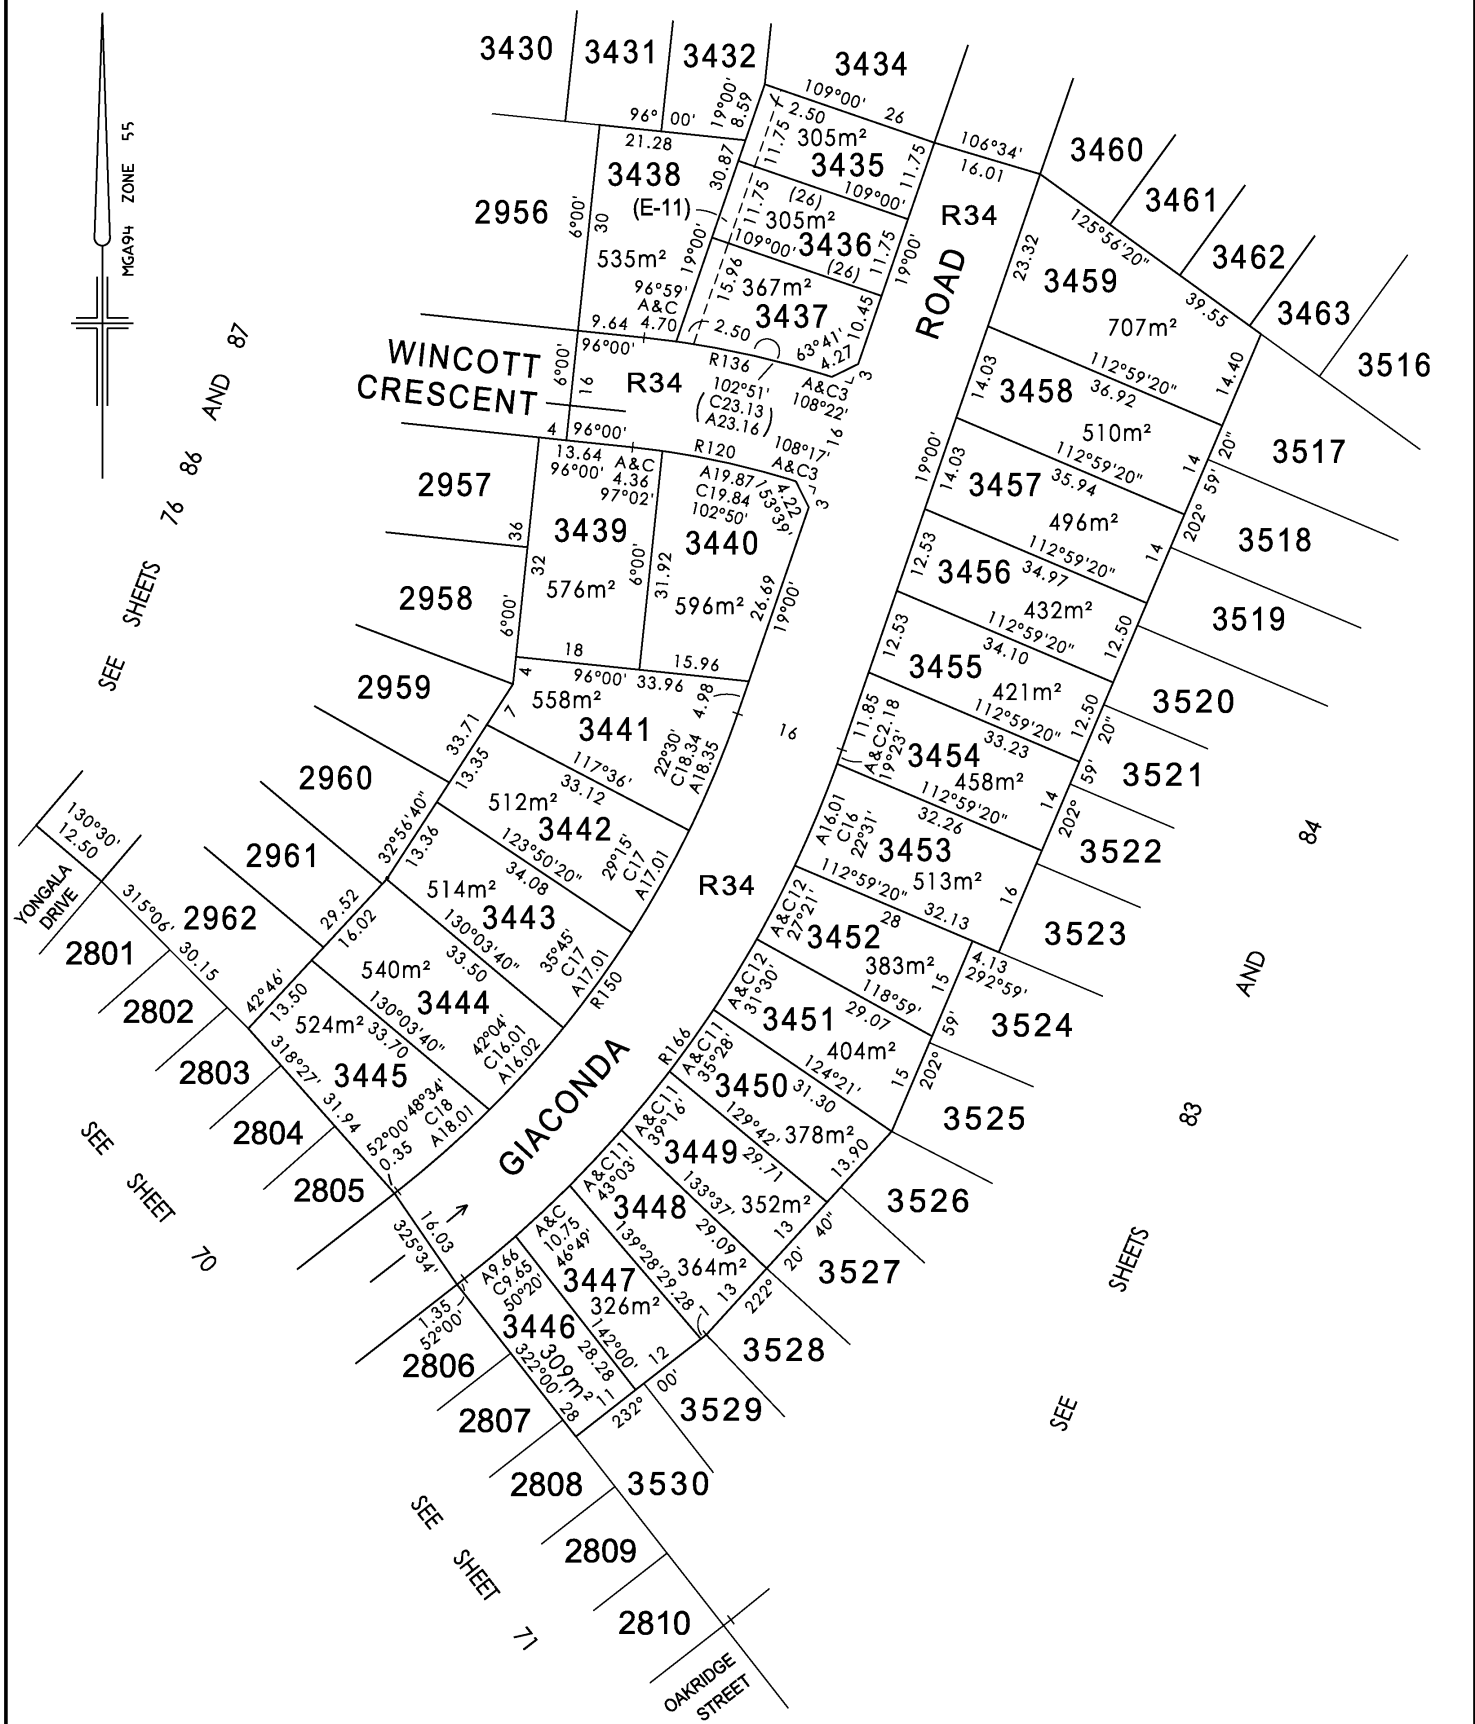 MGA94 ZONE 55
3430
3431
3432
3434
96° 00'
19°00'
8.59
109°00' 26
2.50
21.28
3438
(E-11)
6°00'
30
535m²
30.87
19°00'
96°59'
A&C
9.64 4.70
11.75
305m²
3435
11.75
109°00'
11.75
(26)
305m²
3436
11.75
109°00'
(26)
15.96
367m²
3437
10.45
2.50
63°41'
4.27
3
19°00'
106°34'
16.01
R34
ROAD
3460
3461
3462
3463
3516
125°56'20"
39.55
23.32
3459
707m²
14.40
112°59'20"
14.03
3458
36.92
510m²
112°59'20"
14
20"
3517
19°00'
14.03
3457
35.94
496m²
112°59'20"
14
202° 59'
3518
12.53
3456
34.97
432m²
112°59'20"
12.50
3519
12.53
3455
34.10
421m²
112°59'20"
12.50
3520
11.85
A&C2.18
19°23'
3454
33.23
458m²
112°59'20"
14
202° 59' 20"
3521
A16.01
C16
22°31'
3453
32.26
513m²
112°59'20"
32.13
16
3522
3523
A&C12
27°21'
3452
28
383m²
118°59'
15
4.13
292°59'
3524
A&C12
31°30'
3451
29.07
404m²
124°21'
15
202° 59'
3525
R166
A&C11
35°28'
3450
31.30
378m²
129°42'
13.90
3526
A&C11
39°16'
3449
29.71
352m²
133°37'
13
3527
A&C11
43°03'
3448
29.09
364m²
139°28'
29.28
13
1
222° 20' 40"
3528
A&C
10.75
46°49'
3447
326m²
142°00'
12
3529
A9.66
C9.65
50°20'
3446
28.28
309m²
322°00' 28
11
232° 00'
3530
2956
WINCOTT
CRESCENT
6°00'
16
96°00'
R34
R136
102°51'
(C23.13
A23.16)
A&C3
108°22'
16
108°17'
A&C3
4 96°00'
R120
13.64
96°00'
A&C
4.36
97°02'
A19.87
C19.84
102°50'
53°39'
4.22
3
2957
36
32
6°00'
3439
576m²
6°00'
31.92
3440
596m²
26.69
19°00'
2958
18
15.96
96°00' 33.96
4
7
558m²
3441
4.98
22°30'
C18.34
A18.35
16
2959
33.71
13.35
117°36'
33.12
512m²
3442
29°15'
C17
A17.01
2960
32°56'40"
13.36
123°50'20"
34.08
514m²
3443
35°45'
C17
A17.01
R34
2961
29.52
16.02
130°03'40"
33.50
540m²
3444
42°04'
C16.01
A16.02
R150
2962
42°46'
13.50
130°03'40"
33.70
524m²
3445
48°34'
C18
A18.01
318°27'
31.94
52°00'
0.35
130°30'
12.50
YONGALA
DRIVE
315°06'
30.15
2801
2802
2803
2804
2805
GIACONDA
16.03
325°34'
1.35
52°00'
2806
2807
2808
2809
2810
OAKRIDGE
STREET
SEE SHEETS 76 86 AND 87
SEE SHEET 70
SEE SHEET 71
SEE SHEETS 83 AND 84